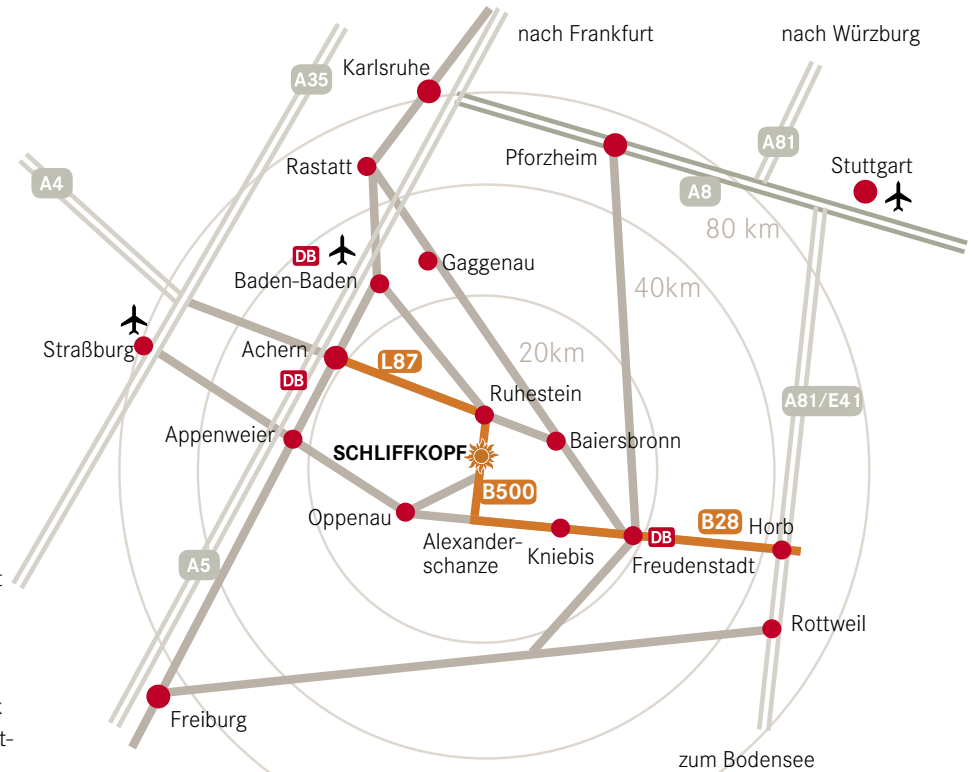 nach Frankfurt
nach Würzburg
Karlsruhe
A35
A81
Pforzheim
Stuttgart
Rastatt
A4
A8
80 km
DB
Gaggenau
Baden-Baden
40km
Straßburg
Achern
L87
20km
DB
Ruhestein
A81/E41
Appenweier
Baiersbronn
SCHLIFFKOPF
B500
Oppenau
B28
Horb
Alexander-
schanze
Kniebis
DB
Freudenstadt
A5
t
Rottweil
k
Freiburg
t-
zum Bodensee